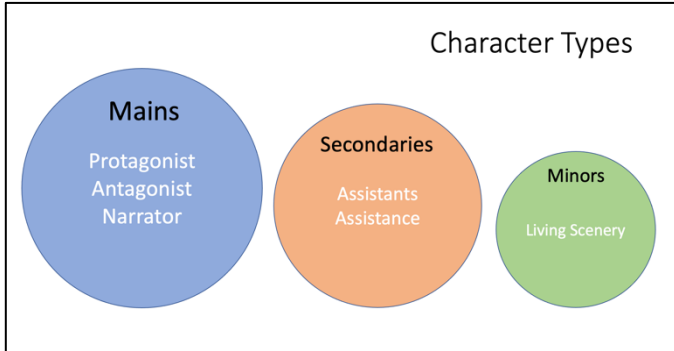 Character Types
Mains
Protagonist
Antagonist
Narrator
Secondaries
Assistants
Assistance
Minors
Living Scenery